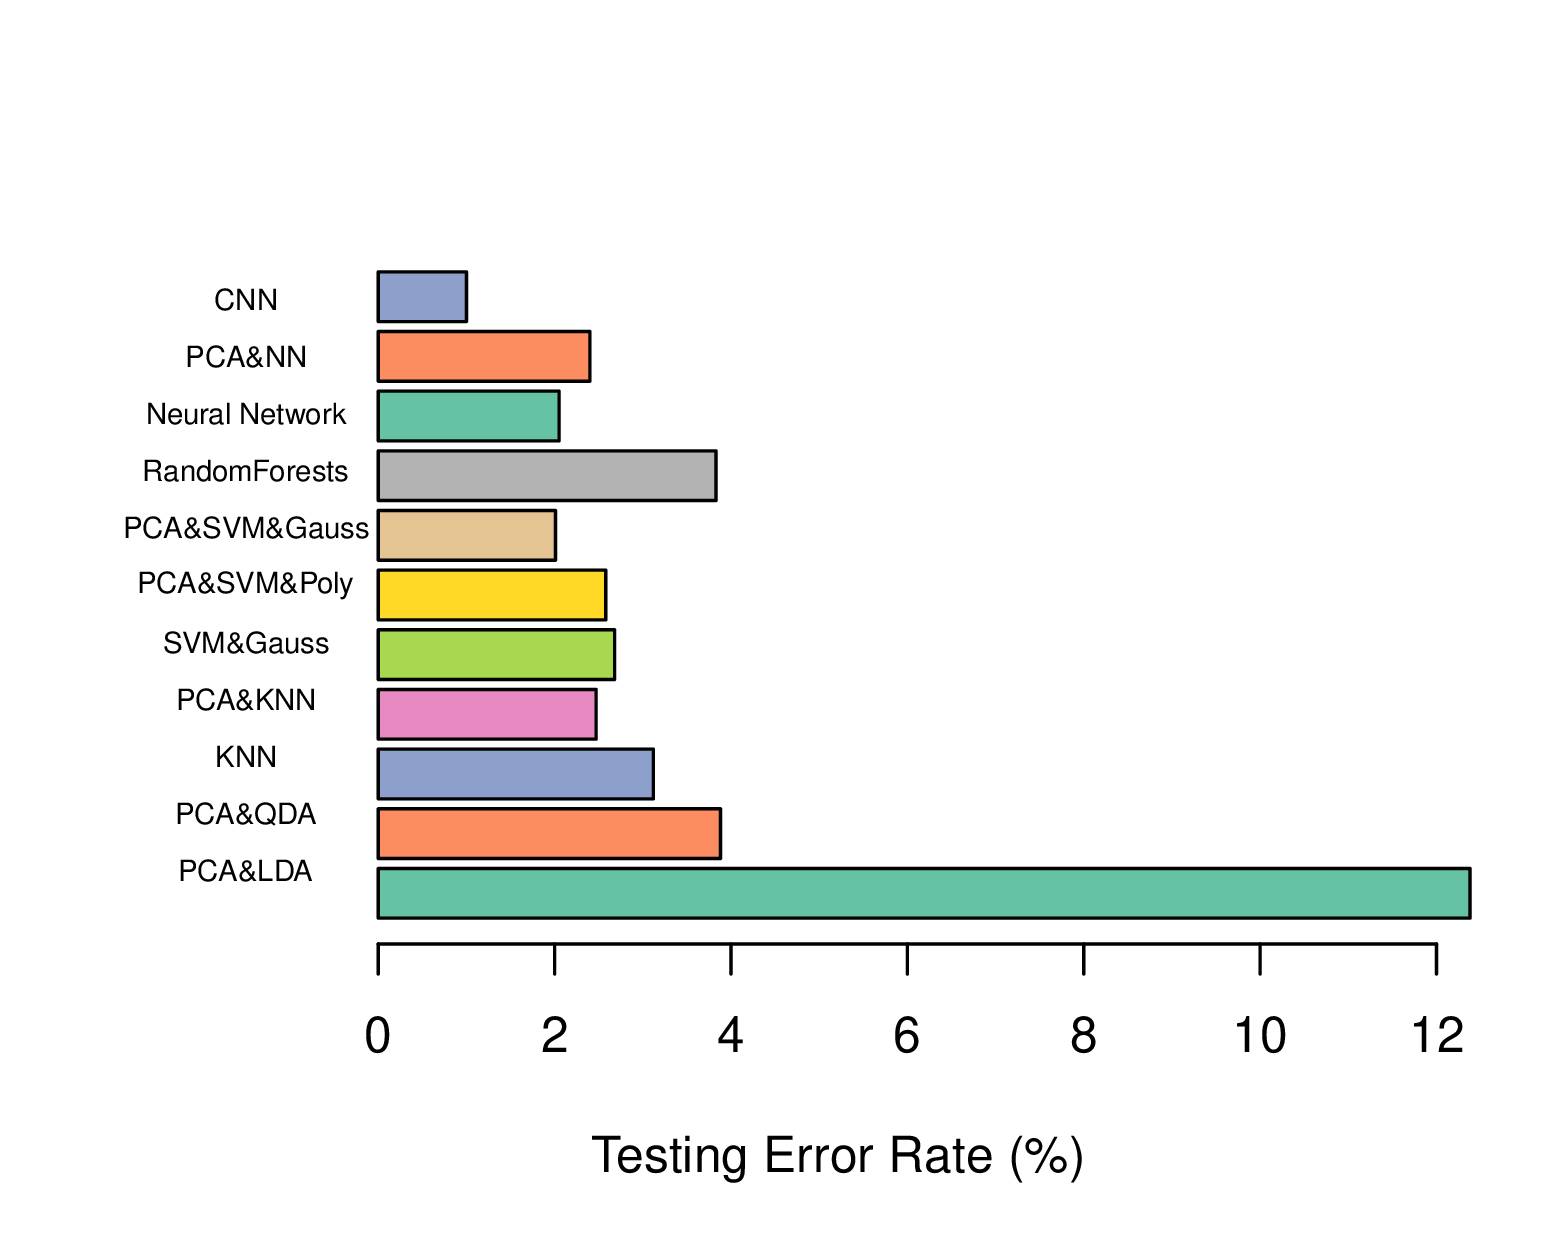 CNN
PCA&NN
Neural Network
RandomForests
PCA&SVM&Gauss
PCA&SVM&Poly
SVM&Gauss
PCA&KNN
KNN
PCA&QDA
PCA&LDA
0 2 4 6 8 10 12
Testing Error Rate (%)